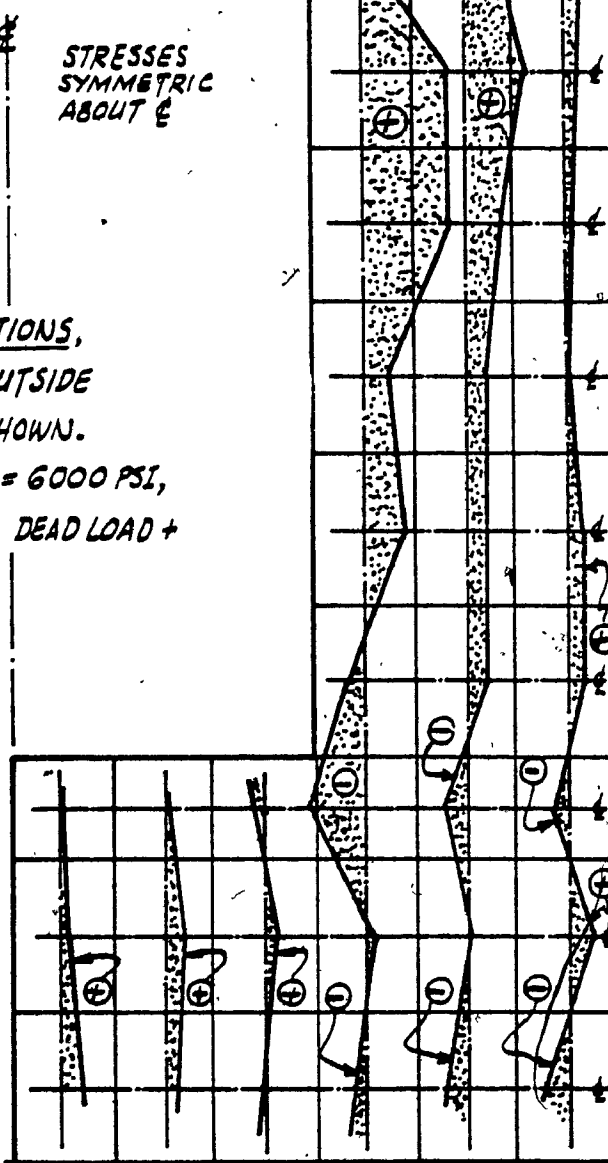 ℄
STRESSES
SYMMETRIC
ABOUT ℄
TIONS,
UTSIDE
HOWN.
= 6000 PSI,
DEAD LOAD +
⊕ ⊕ ℄
℄
℄
℄
⊕
℄
⊖
⊖ ⊖
⊕
⊕ ⊕ ⊕ ⊖ ⊖ ⊖
℄